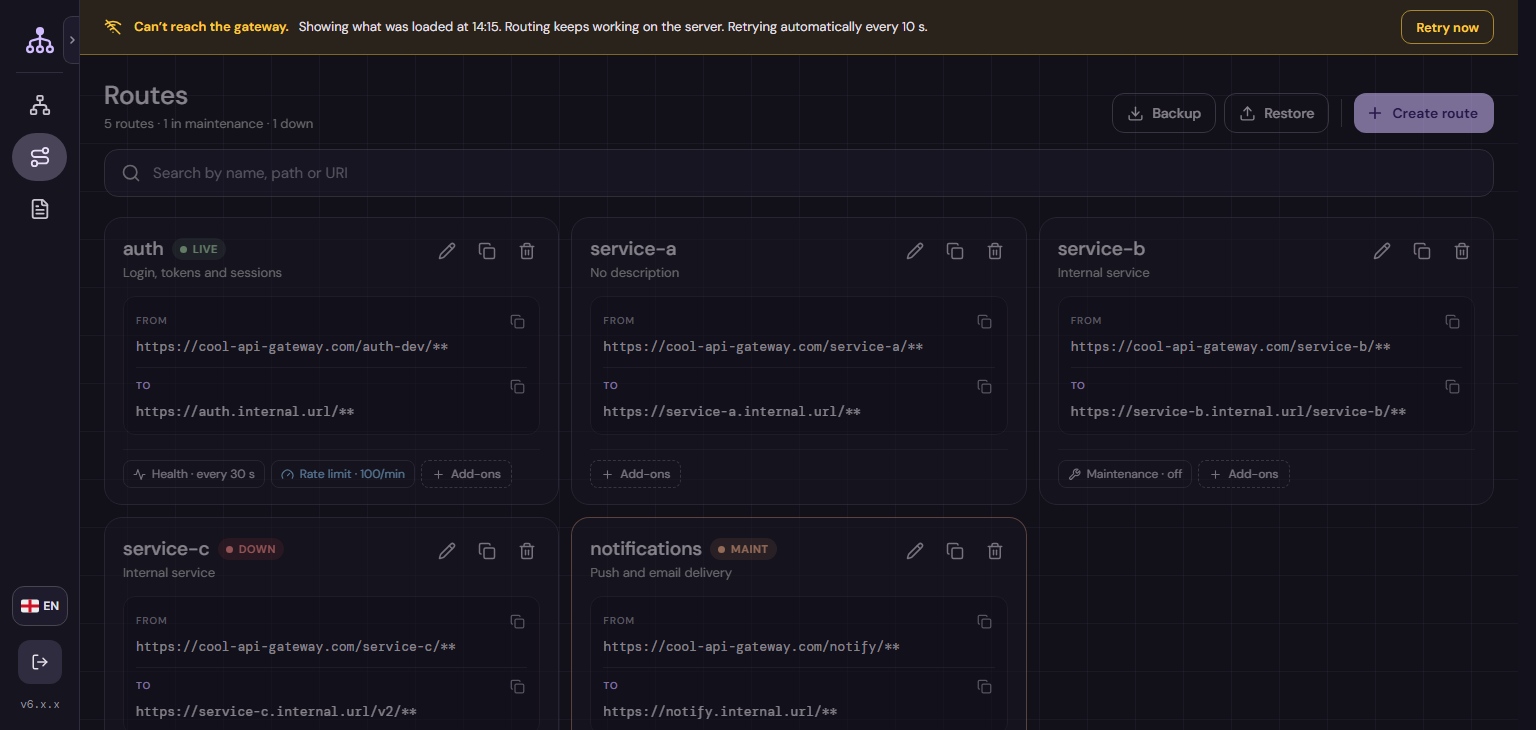 Can't reach the gateway. Showing what was loaded at 14:15. Routing keeps working on the server. Retrying automatically every 10 s.
Retry now
Routes
5 routes · 1 in maintenance · 1 down
Backup
Restore
+ Create route
Search by name, path or URI
auth
LIVE
Login, tokens and sessions
FROM
https://cool-api-gateway.com/auth-dev/**
TO
https://auth.internal.url/**
Health · every 30 s
Rate limit · 100/min
+ Add-ons
service-a
No description
FROM
https://cool-api-gateway.com/service-a/**
TO
https://service-a.internal.url/**
+ Add-ons
service-b
Internal service
FROM
https://cool-api-gateway.com/service-b/**
TO
https://service-b.internal.url/service-b/**
Maintenance · off
+ Add-ons
service-c
DOWN
Internal service
FROM
https://cool-api-gateway.com/service-c/**
TO
https://service-c.internal.url/v2/**
notifications
MAINT
Push and email delivery
FROM
https://cool-api-gateway.com/notify/**
TO
https://notify.internal.url/**
EN
v6.x.x